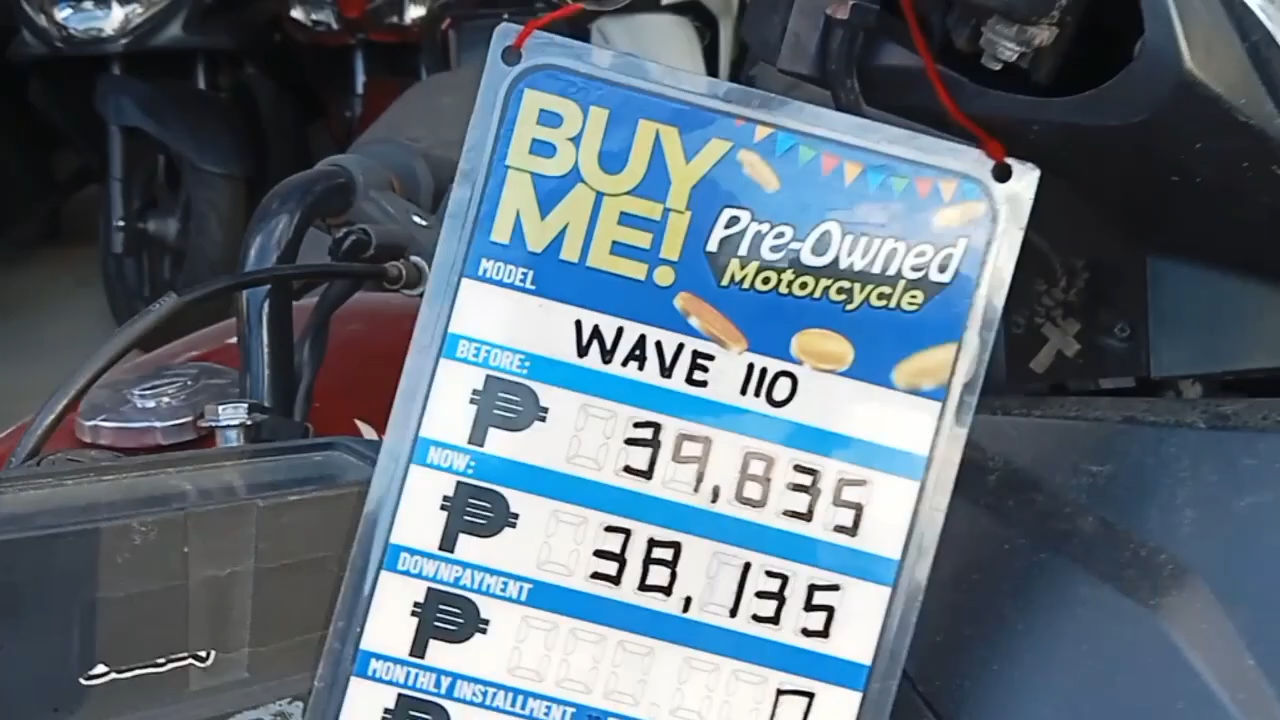 BUY
ME!
Pre-Owned
Motorcycle
MODEL
WAVE 110
BEFORE:
₱ 39,835
NOW:
₱ 38,135
DOWNPAYMENT
₱
MONTHLY INSTALLMENT